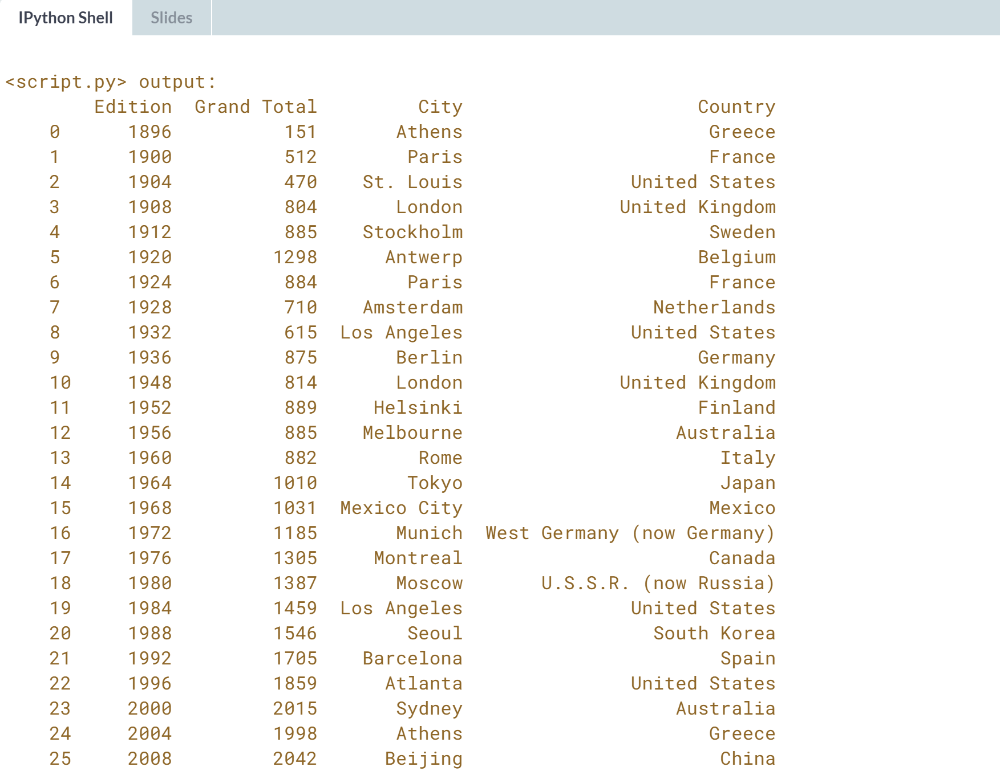 IPython Shell Slides
<script.py> output:
Edition Grand Total City Country
0 1896 151 Athens Greece
1 1900 512 Paris France
2 1904 470 St. Louis United States
3 1908 804 London United Kingdom
4 1912 885 Stockholm Sweden
5 1920 1298 Antwerp Belgium
6 1924 884 Paris France
7 1928 710 Amsterdam Netherlands
8 1932 615 Los Angeles United States
9 1936 875 Berlin Germany
10 1948 814 London United Kingdom
11 1952 889 Helsinki Finland
12 1956 885 Melbourne Australia
13 1960 882 Rome Italy
14 1964 1010 Tokyo Japan
15 1968 1031 Mexico City Mexico
16 1972 1185 Munich West Germany (now Germany)
17 1976 1305 Montreal Canada
18 1980 1387 Moscow U.S.S.R. (now Russia)
19 1984 1459 Los Angeles United States
20 1988 1546 Seoul South Korea
21 1992 1705 Barcelona Spain
22 1996 1859 Atlanta United States
23 2000 2015 Sydney Australia
24 2004 1998 Athens Greece
25 2008 2042 Beijing China